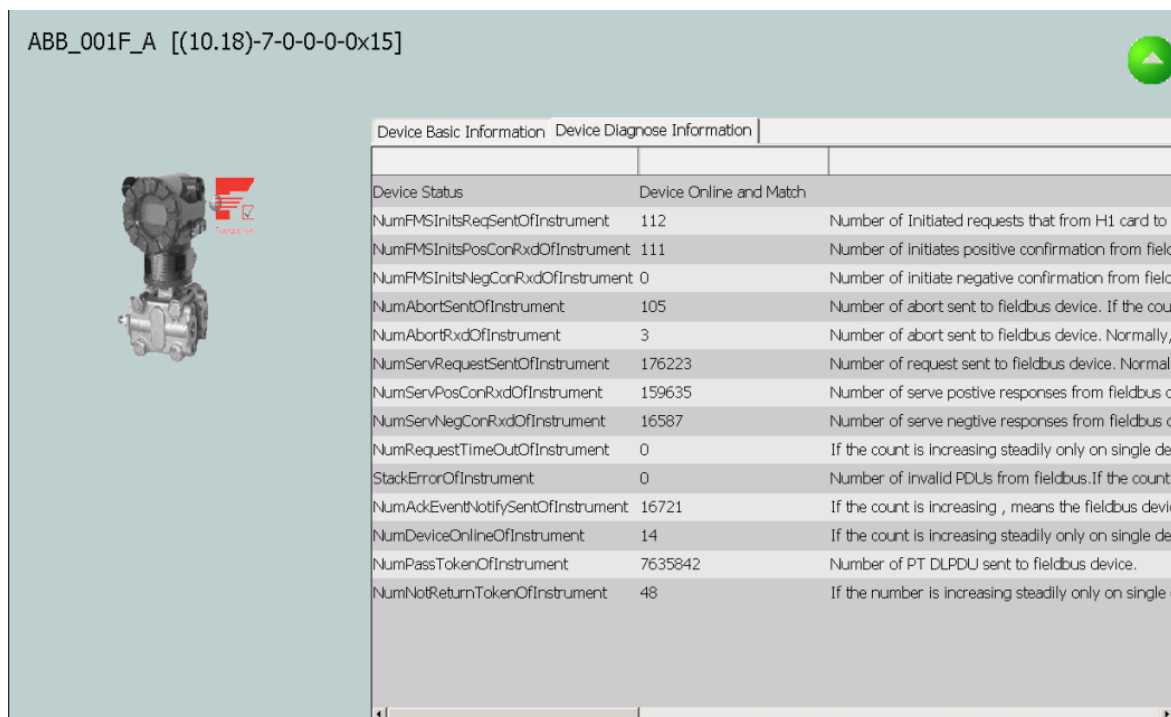 ABB_001F_A [(10.18)-7-0-0-0-0x15]
Device Basic Information Device Diagnose Information
Device Status Device Online and Match
NumFMSInitsReqSentOfInstrument 112 Number of Initiated requests that from H1 card to
NumFMSInitsPosConRxdOfInstrument 111 Number of initiates positive confirmation from field
NumFMSInitsNegConRxdOfInstrument 0 Number of initiate negative confirmation from field
NumAbortSentOfInstrument 105 Number of abort sent to fieldbus device. If the cou
NumAbortRxdOfInstrument 3 Number of abort sent to fieldbus device. Normally,
NumServRequestSentOfInstrument 176223 Number of request sent to fieldbus device. Normal
NumServPosConRxdOfInstrument 159635 Number of serve postive responses from fieldbus
NumServNegConRxdOfInstrument 16587 Number of serve negtive responses from fieldbus
NumRequestTimeOutOfInstrument 0 If the count is increasing steadily only on single de
StackErrorOfInstrument 0 Number of invalid PDUs from fieldbus.If the count
NumAckEventNotifySentOfInstrument 16721 If the count is increasing , means the fieldbus devi
NumDeviceOnlineOfInstrument 14 If the count is increasing steadily only on single de
NumPassTokenOfInstrument 7635842 Number of PT DLPDU sent to fieldbus device.
NumNotReturnTokenOfInstrument 48 If the number is increasing steadily only on single